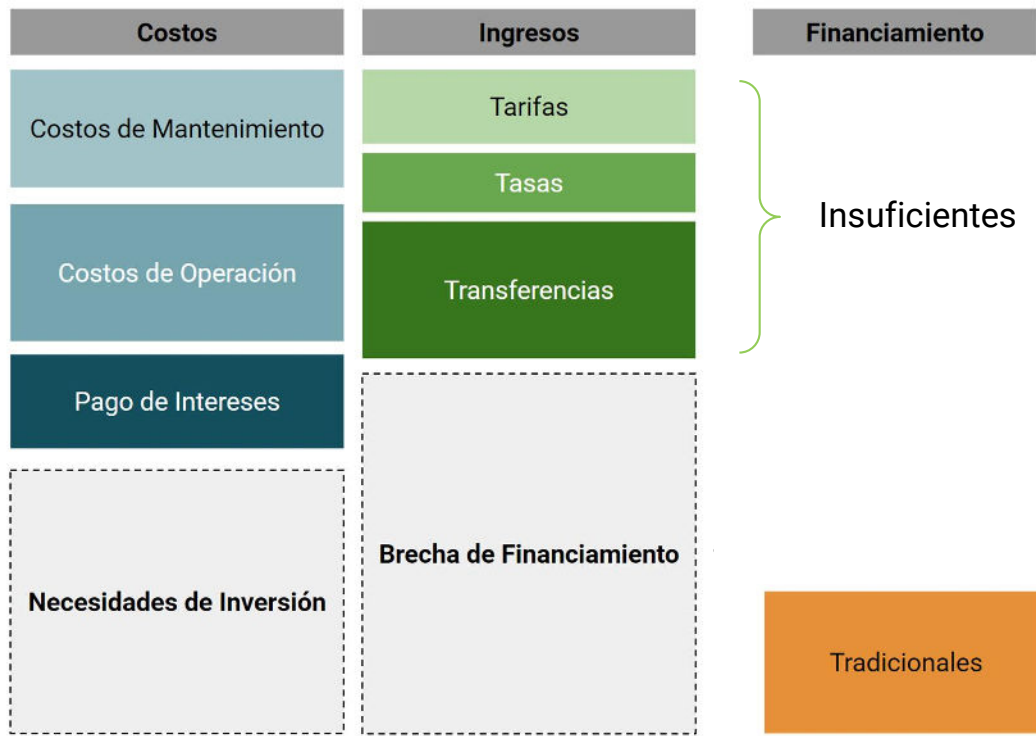 Costos
Ingresos
Financiamiento
Costos de Mantenimiento
Costos de Operación
Pago de Intereses
Necesidades de Inversión
Tarifas
Tasas
Transferencias
Brecha de Financiamiento
Insuficientes
Tradicionales